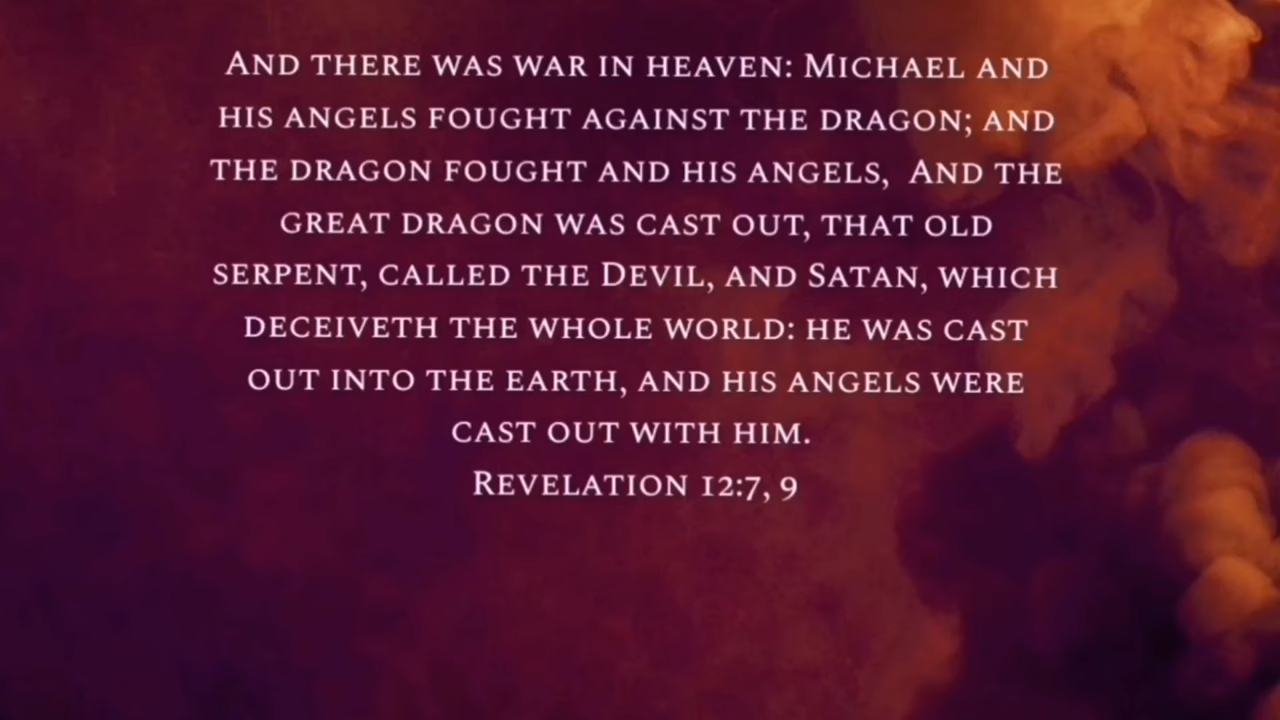 And there was war in heaven: Michael and
his angels fought against the dragon; and
the dragon fought and his angels,  And the
great dragon was cast out, that old
serpent, called the Devil, and Satan, which
deceiveth the whole world: he was cast
out into the earth, and his angels were
cast out with him.
Revelation 12:7, 9